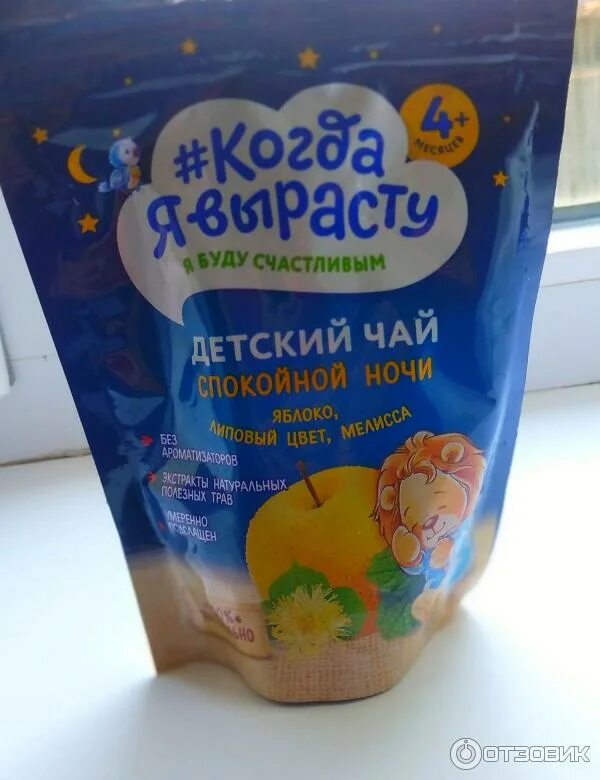 4+
МЕСЯЦЕВ
#Когда
Я·вырасту
Я БУДУ СЧАСТЛИВЫМ
ДЕТСКИЙ ЧАЙ
СПОКОЙНОЙ НОЧИ
ЯБЛОКО,
ЛИПОВЫЙ ЦВЕТ, МЕЛИССА
БЕЗ
АРОМАТИЗАТОРОВ
ЭКСТРАКТЫ НАТУРАЛЬНЫХ
ПОЛЕЗНЫХ ТРАВ
УМЕРЕННО
ОТЗОВИК